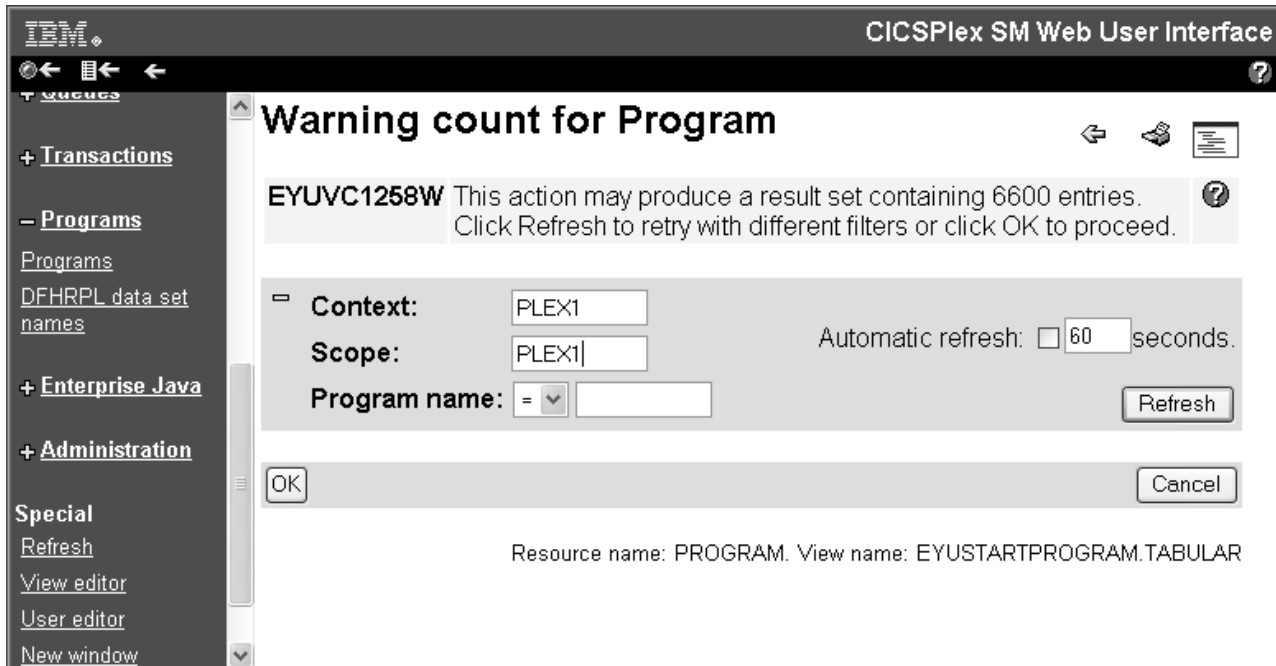 IBM
CICSPlex SM Web User Interface
+ Queues
+ Transactions
– Programs
Programs
DFHRPL data set
names
+ Enterprise Java
+ Administration
Special
Refresh
View editor
User editor
New window
Warning count for Program
EYUVC1258W This action may produce a result set containing 6600 entries.
Click Refresh to retry with different filters or click OK to proceed.
Context: PLEX1
Scope: PLEX1
Automatic refresh: 60 seconds.
Program name: =
Refresh
OK
Cancel
Resource name: PROGRAM. View name: EYUSTARTPROGRAM.TABULAR